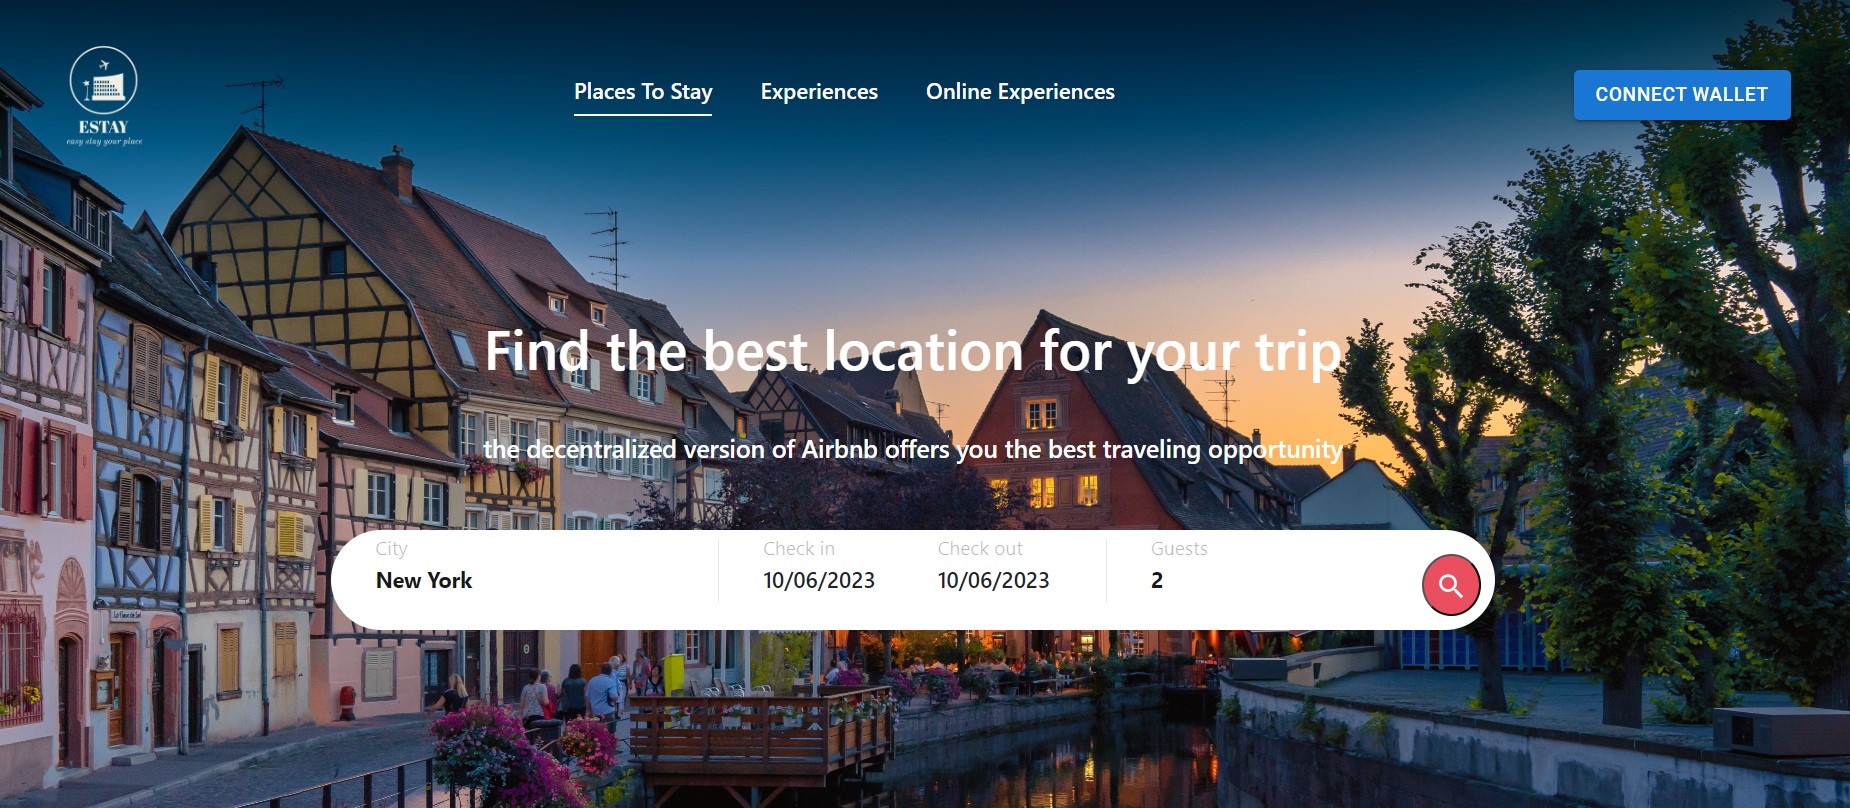 ESTAY
easy stay your place
Places To Stay
Experiences
Online Experiences
CONNECT WALLET
Find the best location for your trip
the decentralized version of Airbnb offers you the best traveling opportunity
City
New York
Check in
10/06/2023
Check out
10/06/2023
Guests
2